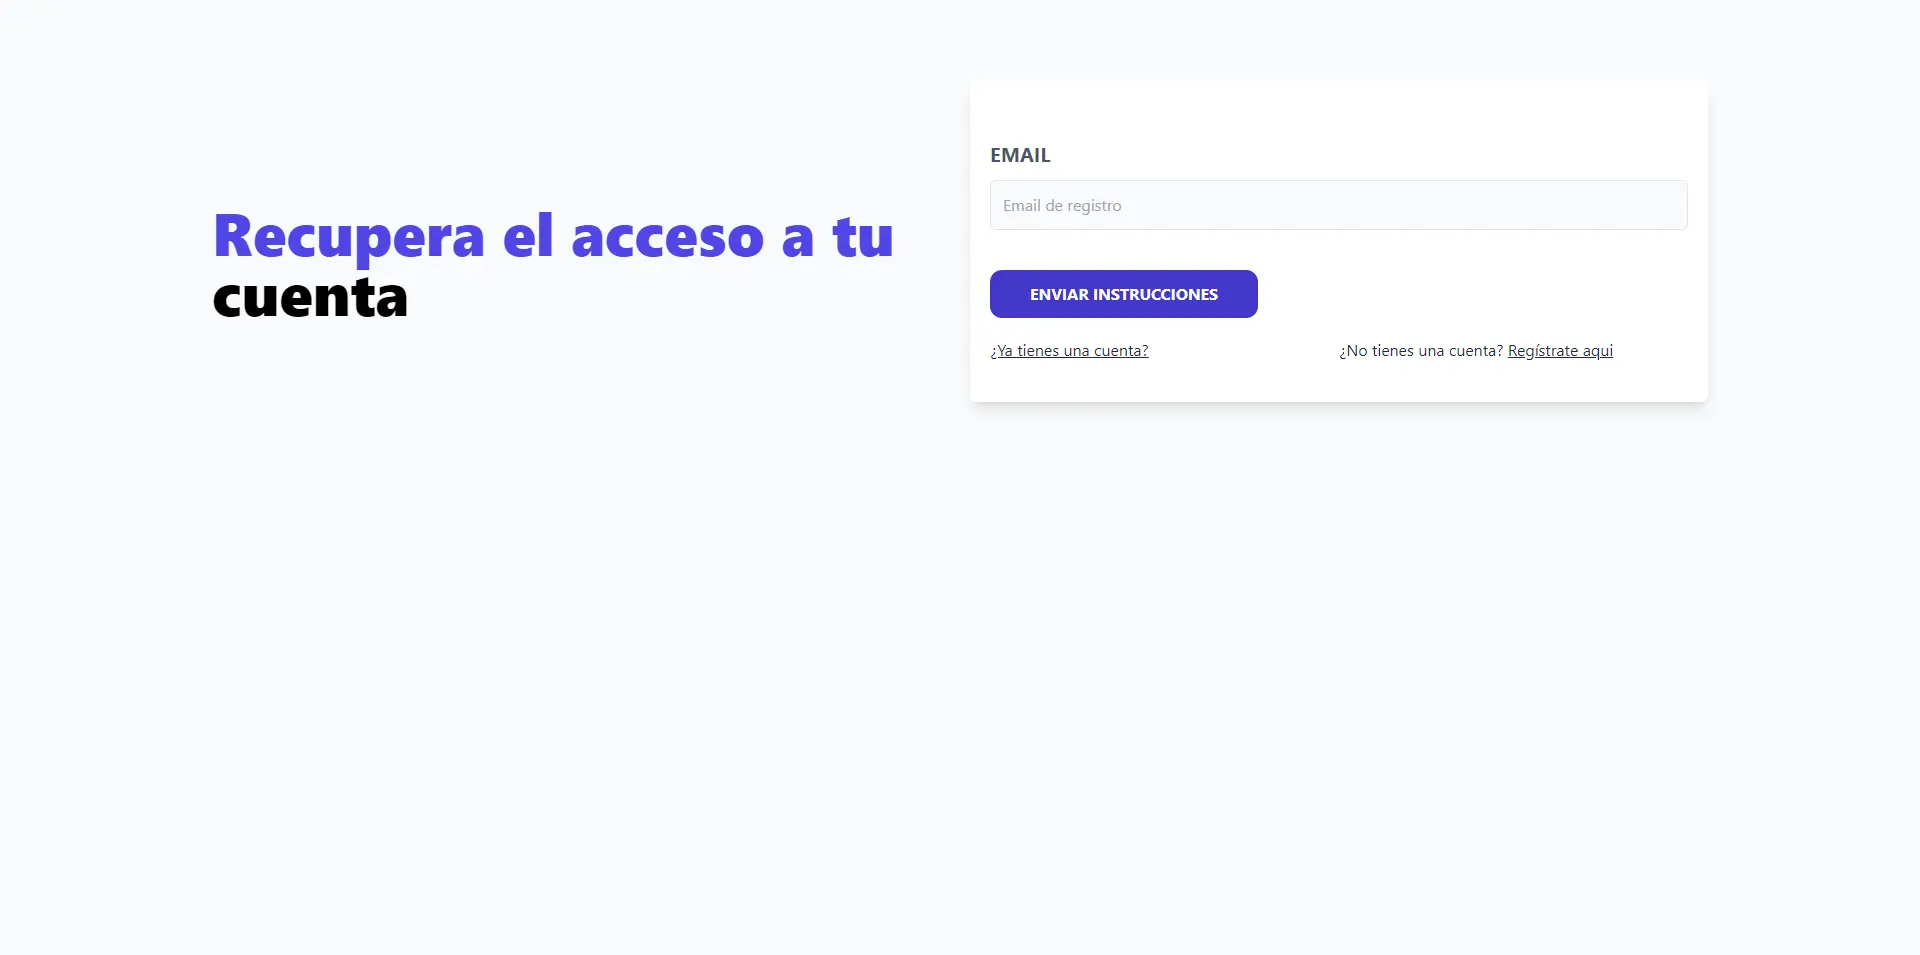 Recupera el acceso a tu
cuenta
EMAIL
Email de registro
ENVIAR INSTRUCCIONES
¿Ya tienes una cuenta?
¿No tienes una cuenta? Regístrate aqui